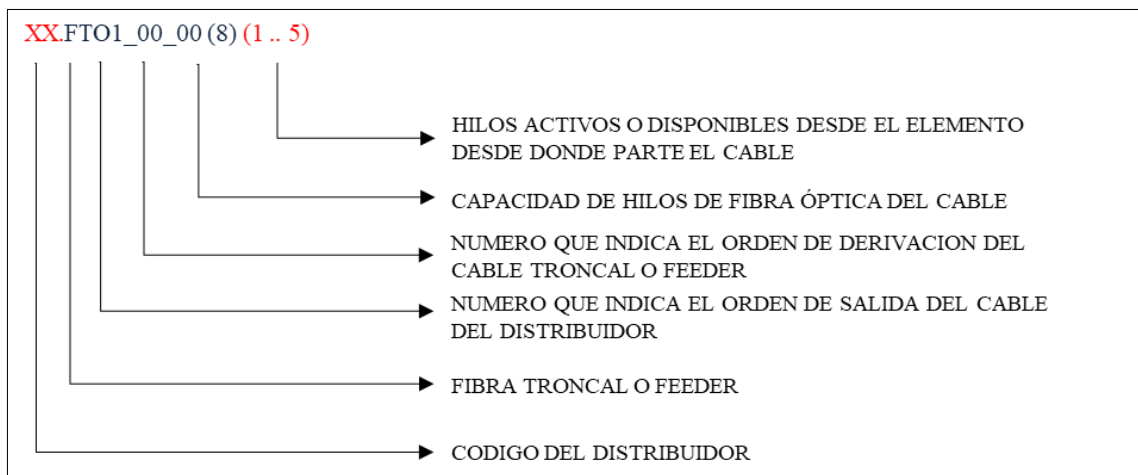 XX.FTO1_00_00 (8) (1 .. 5)
HILOS ACTIVOS O DISPONIBLES DESDE EL ELEMENTO
DESDE DONDE PARTE EL CABLE
CAPACIDAD DE HILOS DE FIBRA ÓPTICA DEL CABLE
NUMERO QUE INDICA EL ORDEN DE DERIVACION DEL
CABLE TRONCAL O FEEDER
NUMERO QUE INDICA EL ORDEN DE SALIDA DEL CABLE
DEL DISTRIBUIDOR
FIBRA TRONCAL O FEEDER
CODIGO DEL DISTRIBUIDOR